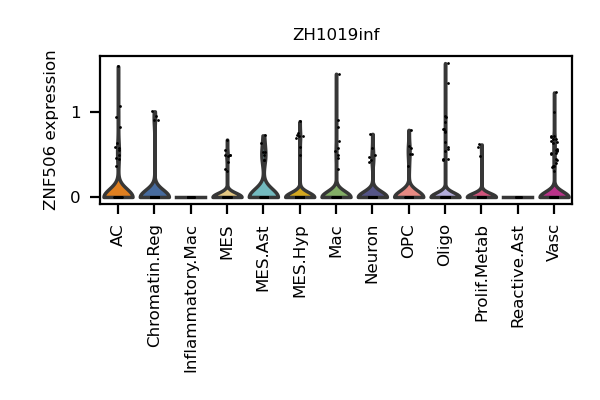 ZH1019inf
ZNF506 expression
1
0
AC
Chromatin.Reg
Inflammatory.Mac
MES
MES.Ast
MES.Hyp
Mac
Neuron
OPC
Oligo
Prolif.Metab
Reactive.Ast
Vasc